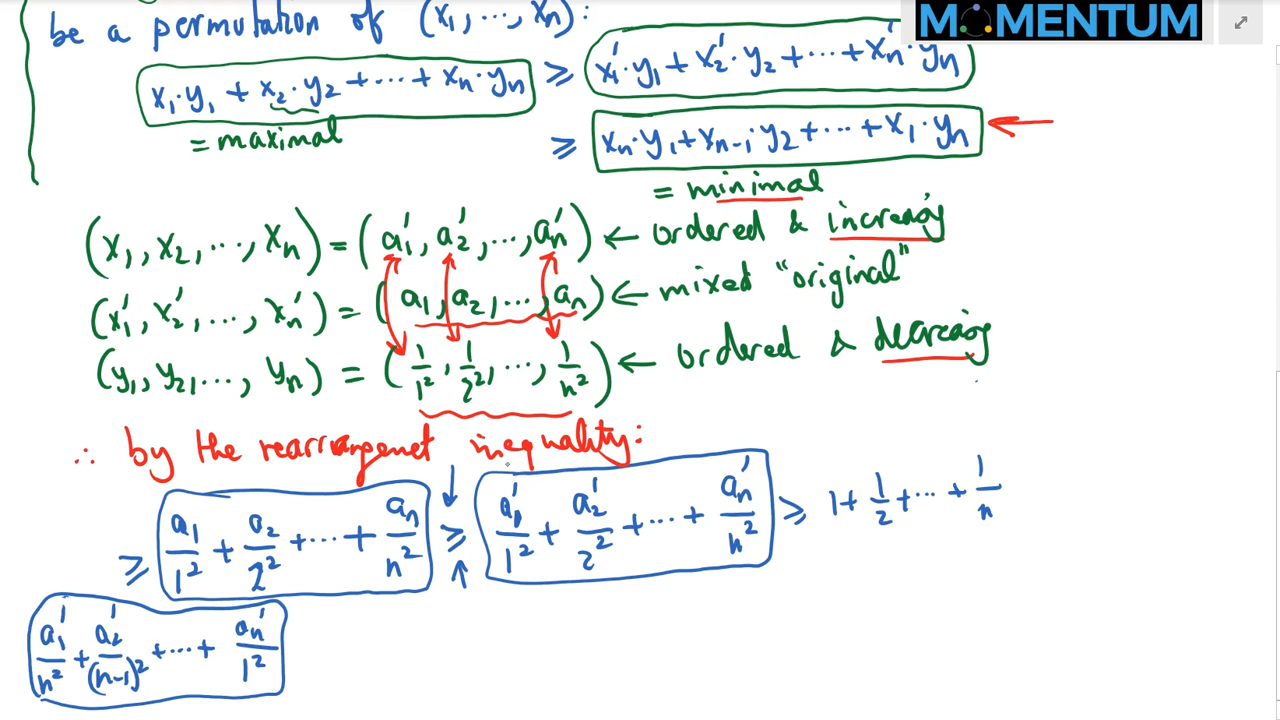 MOMENTUM
be a permutation of (x₁, ..., xₙ):
x₁·y₁ + x₂·y₂ + ... + xₙ·yₙ ≥ x₁'·y₁ + x₂'·y₂ + ... + xₙ'·yₙ
= maximal ≥ xₙ·y₁ + xₙ₋₁·y₂ + ... + x₁·yₙ ←
= minimal
(x₁, x₂, ..., xₙ) = (a₁', a₂', ..., aₙ') ← ordered & increasing
(x₁', x₂', ..., xₙ') = (a₁, a₂, ..., aₙ) ← mixed "original"
(y₁, y₂, ..., yₙ) = (1/1², 1/2², ..., 1/n²) ← ordered & decreasing
∴ by the rearrangemet inequality:
≥ a₁/1² + a₂/2² + ... + aₙ/n² ≥ a₁'/1² + a₂'/2² + ... + aₙ'/n² ≥ 1 + 1/2 + ... + 1/n
a₁'/n² + a₂'/(n-1)² + ... + aₙ'/1²